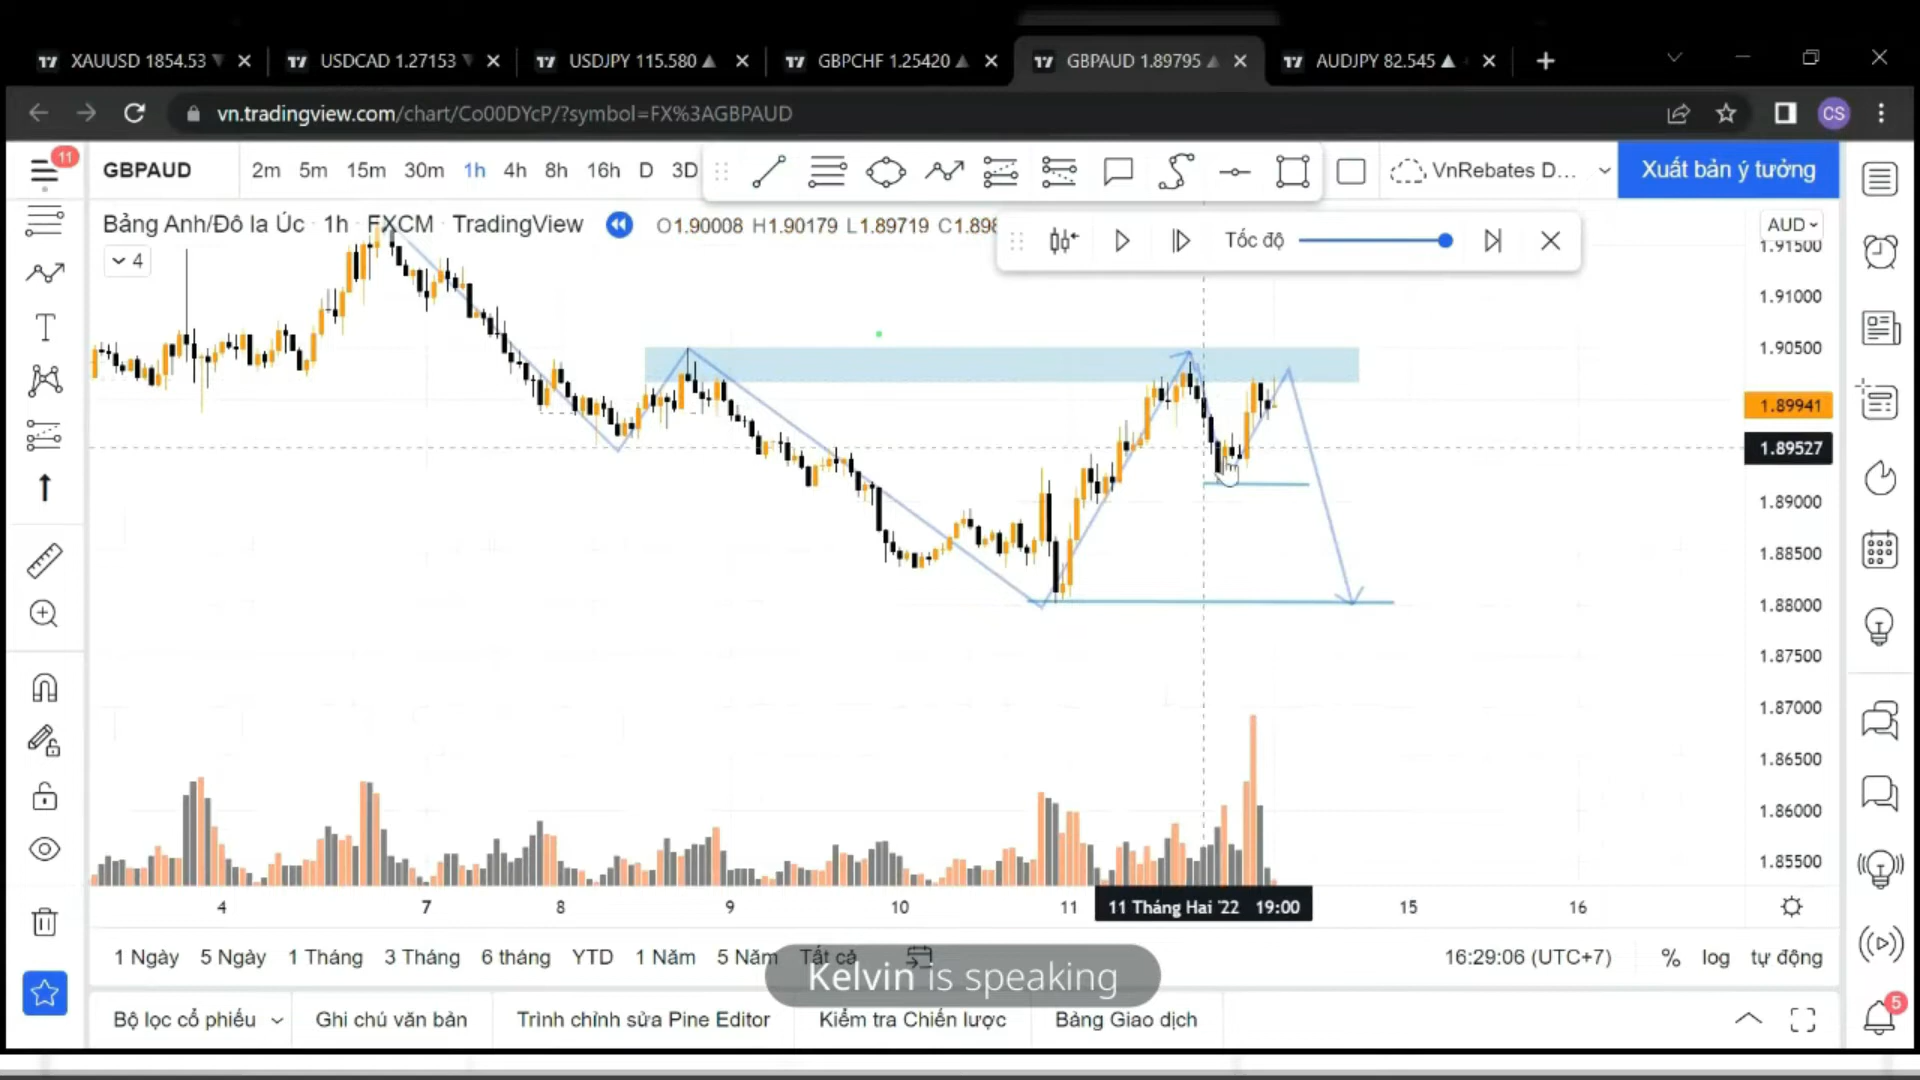 XAUUSD 1854.53 ▼
USDCAD 1.27153 ▼
USDJPY 115.580 ▲
GBPCHF 1.25420 ▲
GBPAUD 1.89795 ▲
AUDJPY 82.545 ▲
vn.tradingview.com/chart/Co00DYcP/?symbol=FX%3AGBPAUD
CS
11
GBPAUD 2m 5m 15m 30m 1h 4h 8h 16h D 3D
VnRebates D...
Xuất bản ý tưởng
Bảng Anh/Đô la Úc · 1h · FXCM · TradingView
O1.90008 H1.90179 L1.89719 C1.898
Tốc độ
AUD
4
1.91500
1.91000
1.90500
1.89941
1.89527
1.89000
1.88500
1.88000
1.87500
1.87000
1.86500
1.86000
1.85500
4 7 8 9 10 11 11 Tháng Hai '22 19:00 15 16
1 Ngày 5 Ngày 1 Tháng 3 Tháng 6 tháng YTD 1 Năm 5 Năm Tất cả
16:29:06 (UTC+7) % log tự động
Kelvin is speaking
Bộ lọc cổ phiếu Ghi chú văn bản Trình chỉnh sửa Pine Editor Kiểm tra Chiến lược Bảng Giao dịch
5